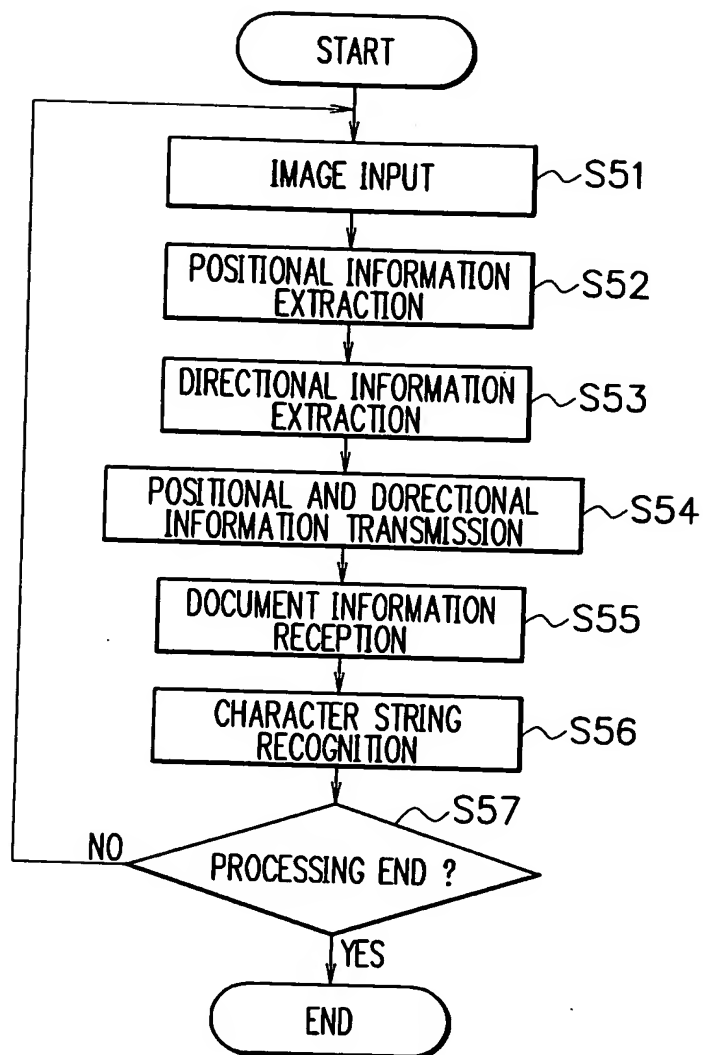 START
IMAGE INPUT
S51
POSITIONAL INFORMATION
EXTRACTION
S52
DIRECTIONAL INFORMATION
EXTRACTION
S53
POSITIONAL AND DORECTIONAL
INFORMATION TRANSMISSION
S54
DOCUMENT INFORMATION
RECEPTION
S55
CHARACTER STRING
RECOGNITION
S56
S57
NO
PROCESSING END ?
YES
END